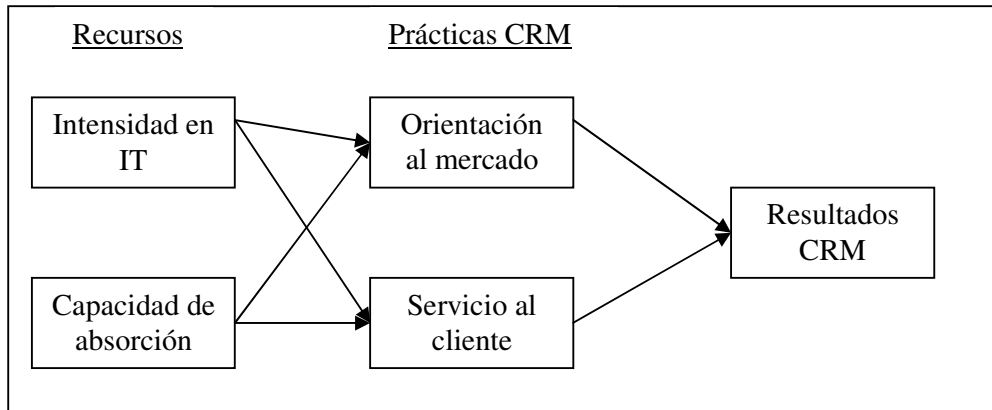 Recursos
Prácticas CRM
Intensidad en
IT
Orientación
al mercado
Resultados
CRM
Capacidad de
absorción
Servicio al
cliente